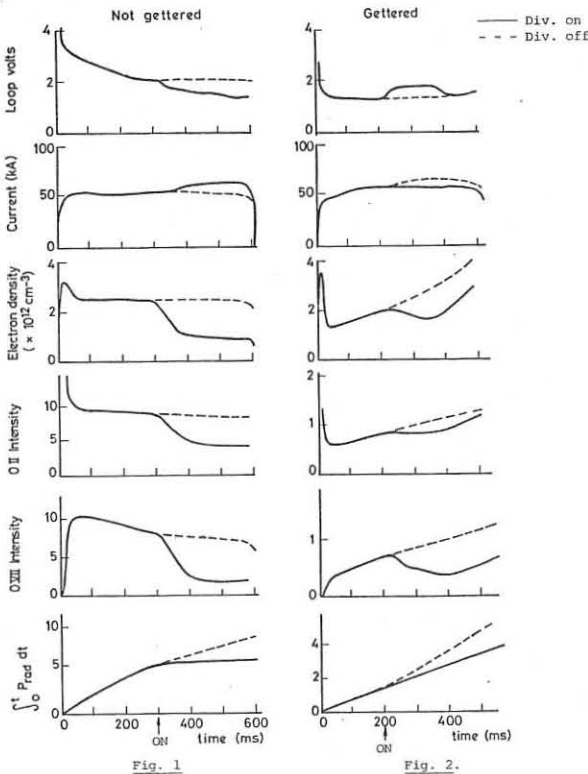 Not gettered
Gettered
Div. on
Div. off
Loop volts
4
2
0
4
2
0
Current (kA)
100
50
0
100
50
0
Electron density
(× 10¹² cm⁻³)
4
2
0
4
2
0
O II Intensity
10
5
0
2
1
0
O VII Intensity
10
5
0
1
0
∫₀ᵗ Prad dt
10
5
0
4
2
0
0 200 400 600
ON
time (ms)
0 200 400
ON
time (ms)
Fig. 1
Fig. 2.